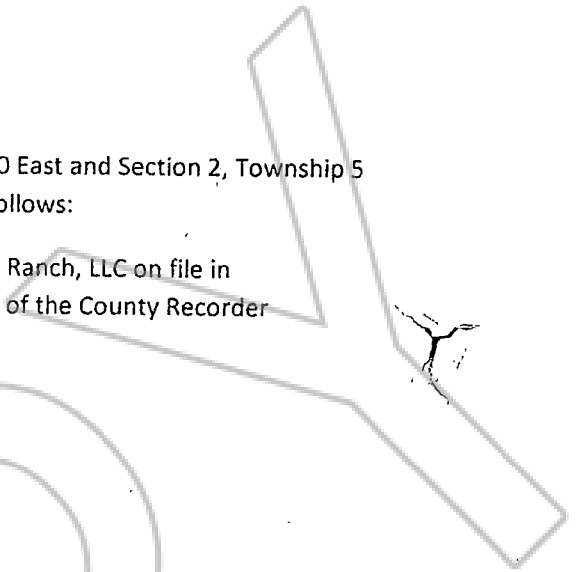 0 East and Section 2, Township 5
ollows:
Ranch, LLC on file in
of the County Recorder